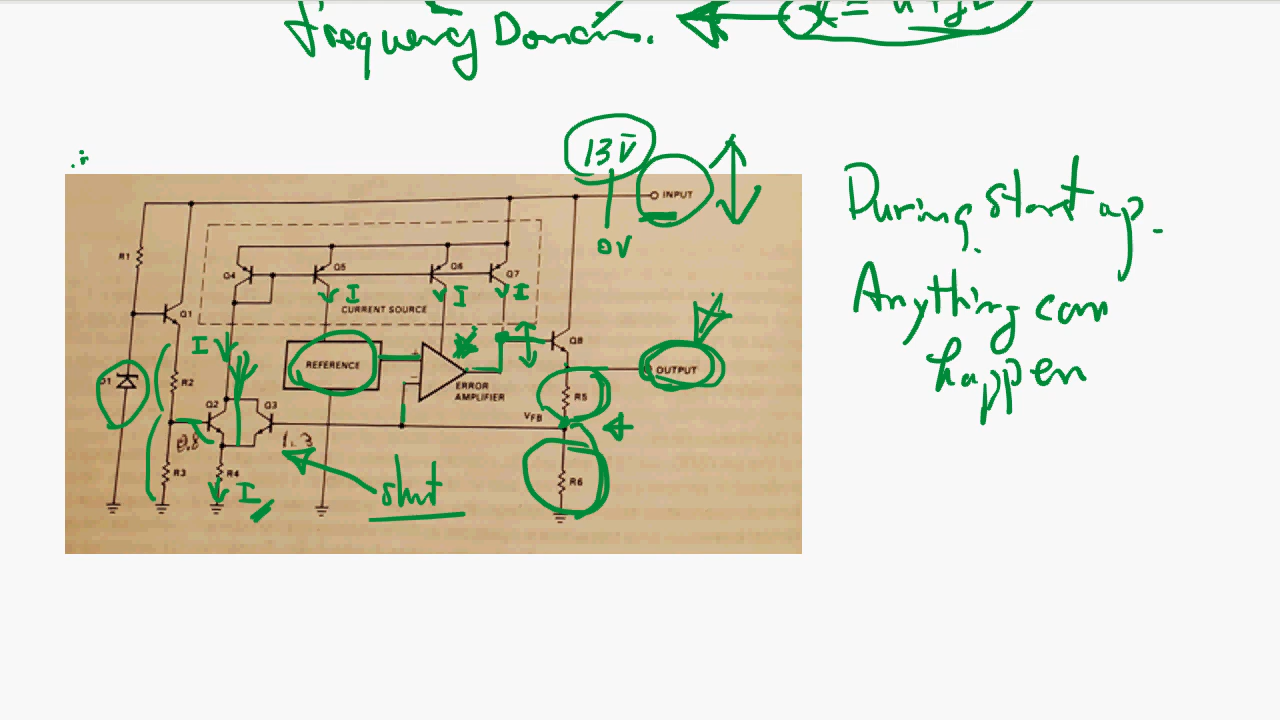 Frequency Domain.
13V
INPUT
0V
During start up.
R1
Q4
Q5
Q6
Q7
I
I
I
CURRENT SOURCE
Anything can
happen
Q1
I
REFERENCE
+
-
ERROR
AMPLIFIER
Q8
OUTPUT
D1
R2
Q2
Q3
R5
VFB
0.8
1.3
R3
R4
I
shut
R6